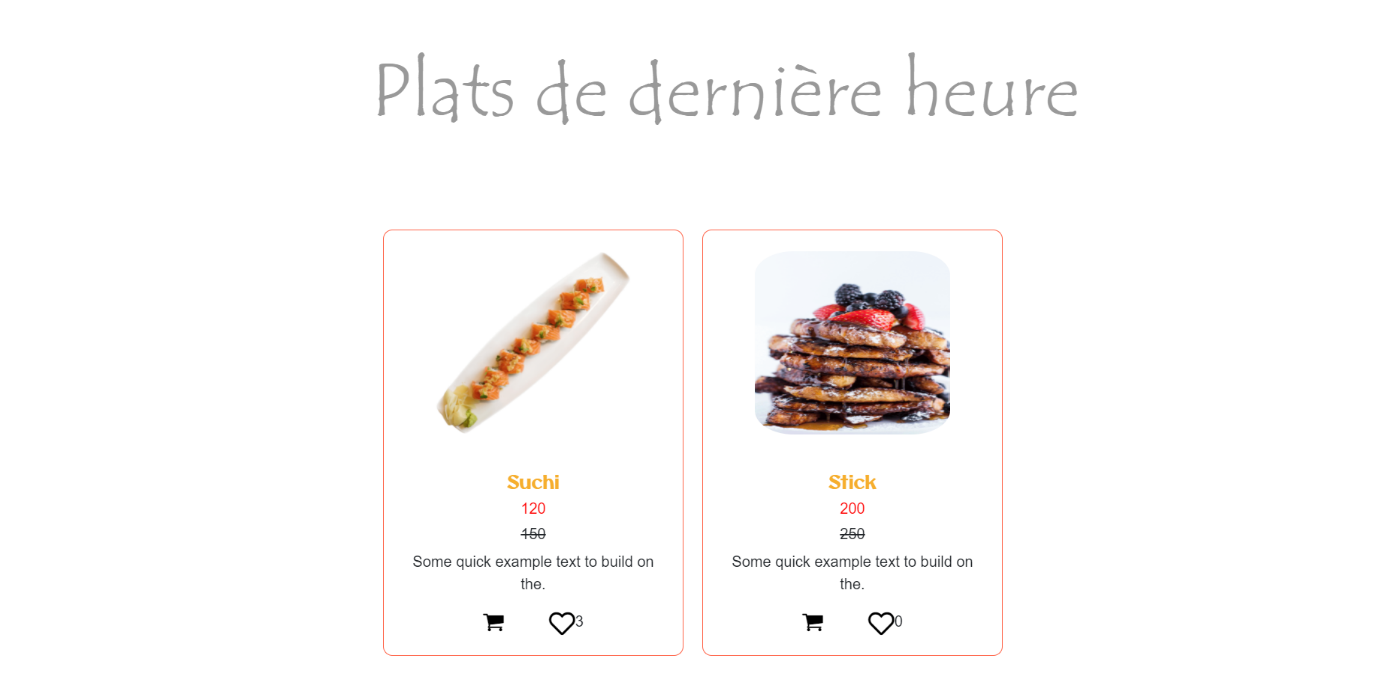 Plats de dernière heure
Suchi
120
150
Some quick example text to build on
the.
3
Stick
200
250
Some quick example text to build on
the.
0